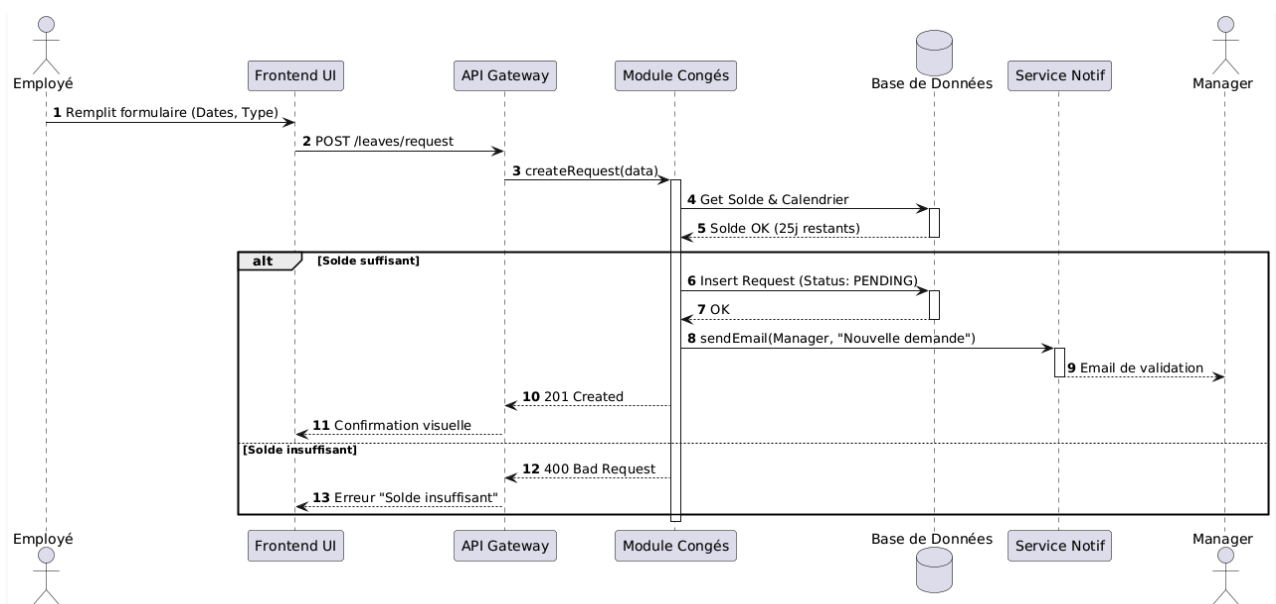 Employé
Frontend UI
API Gateway
Module Congés
Base de Données
Service Notif
Manager
1 Remplit formulaire (Dates, Type)
2 POST /leaves/request
3 createRequest(data)
4 Get Solde & Calendrier
5 Solde OK (25j restants)
alt [Solde suffisant]
6 Insert Request (Status: PENDING)
7 OK
8 sendEmail(Manager, "Nouvelle demande")
9 Email de validation
10 201 Created
11 Confirmation visuelle
[Solde insuffisant]
12 400 Bad Request
13 Erreur "Solde insuffisant"
Employé
Frontend UI
API Gateway
Module Congés
Base de Données
Service Notif
Manager